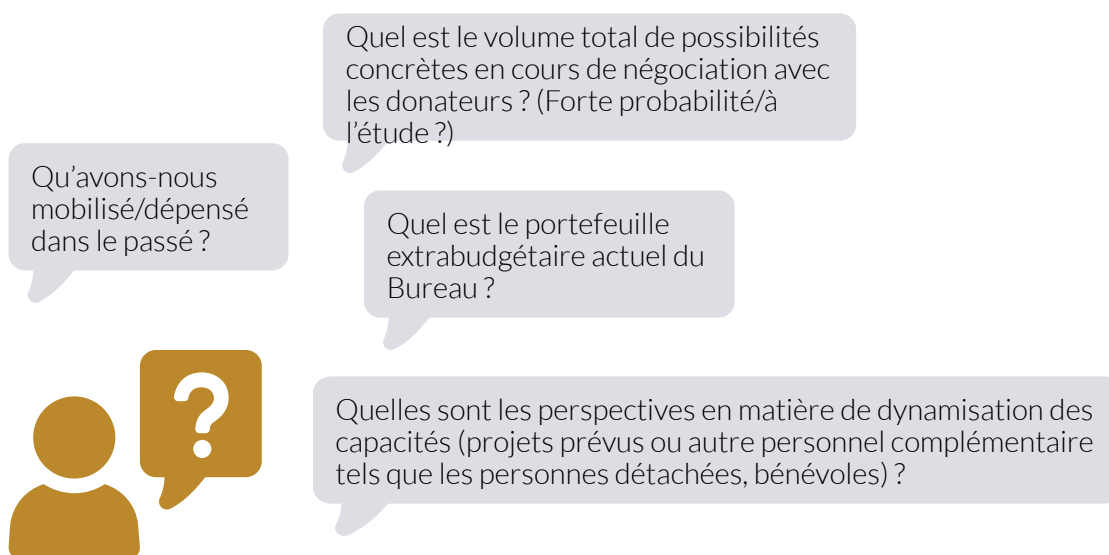 Quel est le volume total de possibilités
concrètes en cours de négociation avec
les donateurs ? (Forte probabilité/à
l'étude ?)
Qu'avons-nous
mobilisé/dépensé
dans le passé ?
Quel est le portefeuille
extrabudgétaire actuel du
Bureau ?
?
Quelles sont les perspectives en matière de dynamisation des
capacités (projets prévus ou autre personnel complémentaire
tels que les personnes détachées, bénévoles) ?